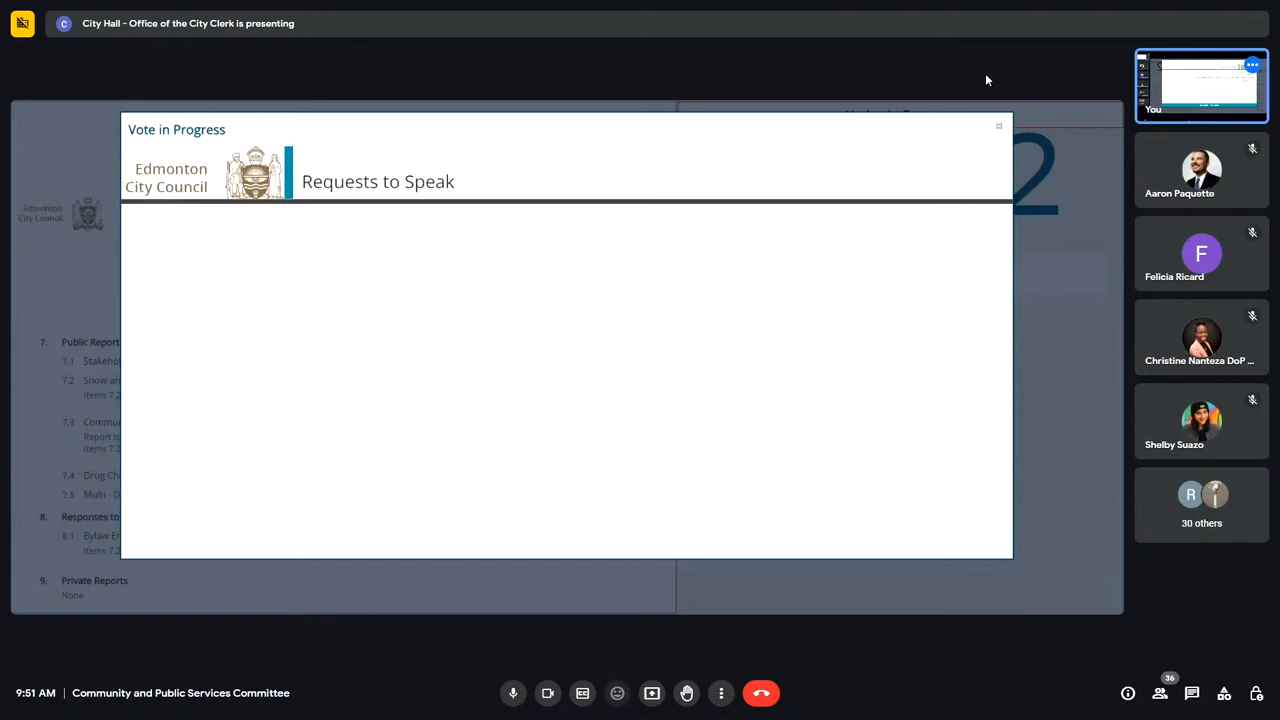 City Hall - Office of the City Clerk is presenting
Vote in Progress
Edmonton
City Council
Requests to Speak
2
Edmonton
City Council
7. Public Report
7.1 Stakeho
7.2 Snow an
Items 7.2
7.3 Commu
Report to
Items 7.2
7.4 Drug Ch
7.5 Multi - D
8. Responses to
8.1 Bylaw En
Items 7.2
9. Private Reports
None
You
Aaron Paquette
F
Felicia Ricard
Christine Nanteza DoP ...
Shelby Suazo
R
30 others
C
9:51 AM | Community and Public Services Committee
36